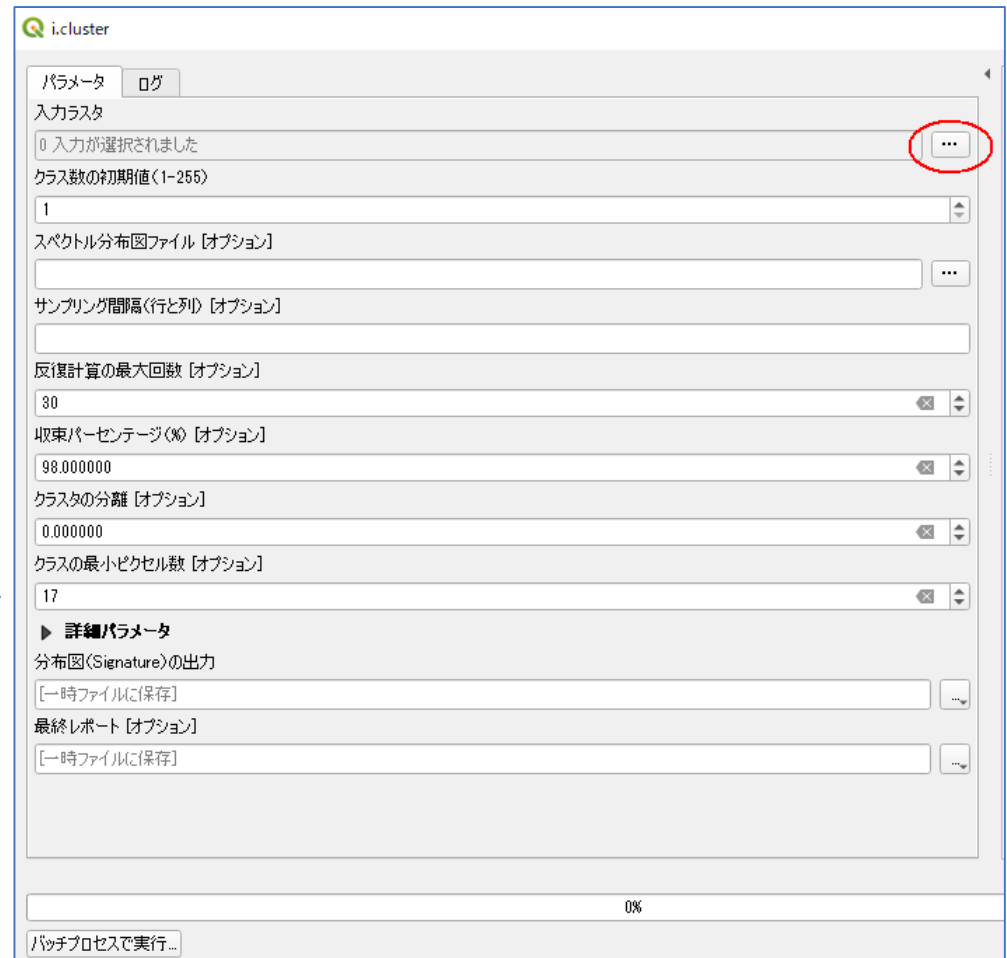 i.cluster
パラメータ
ログ
入力ラスタ
0 入力が選択されました
...
クラス数の初期値(1-255)
1
スペクトル分布図ファイル [オプション]
...
サンプリング間隔(行と列) [オプション]
反復計算の最大回数 [オプション]
30
収束パーセンテージ(%) [オプション]
98.000000
クラスタの分離 [オプション]
0.000000
クラスの最小ピクセル数 [オプション]
17
詳細パラメータ
分布図(Signature)の出力
[一時ファイルに保存]
...
最終レポート [オプション]
[一時ファイルに保存]
...
0%
バッチプロセスで実行...